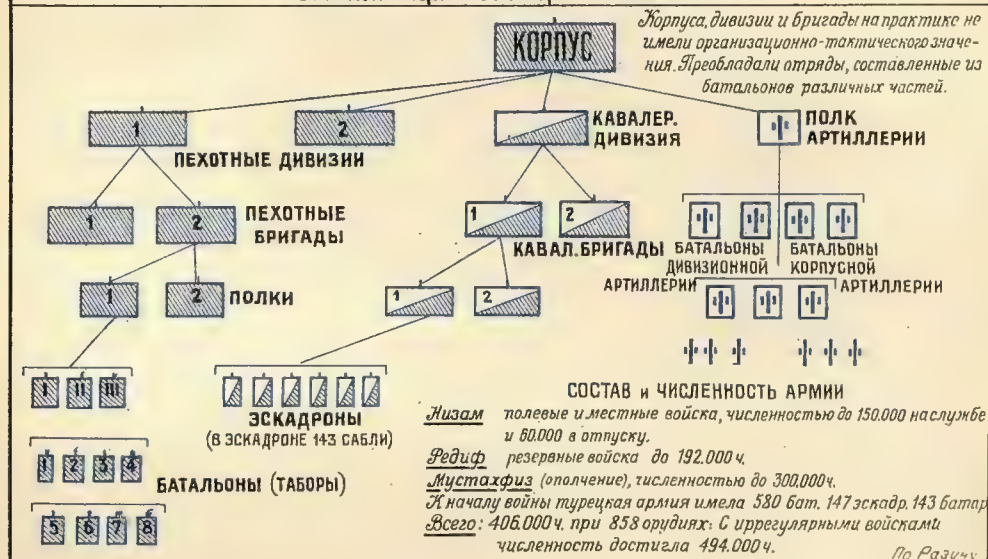 Корпуса, дивизии и бригады на практике не
имели организационно-тактического значе-
ния. Преобладали отряды, составленные из
батальонов различных частей.
КОРПУС
1
2
ПЕХОТНЫЕ ДИВИЗИИ
КАВАЛЕР.
ДИВИЗИЯ
ПОЛК
АРТИЛЛЕРИИ
1
2
ПЕХОТНЫЕ
БРИГАДЫ
1
2
КАВАЛ. БРИГАДЫ
БАТАЛЬОНЫ
ДИВИЗИОННОЙ
АРТИЛЛЕРИИ
БАТАЛЬОНЫ
КОРПУСНОЙ
АРТИЛЛЕРИИ
1
2
ПОЛКИ
1
2
I II III
ЭСКАДРОНЫ
(В ЭСКАДРОНЕ 143 САБЛИ)
1 2 3 4
БАТАЛЬОНЫ (ТАБОРЫ)
5 6 7 8
СОСТАВ и ЧИСЛЕННОСТЬ АРМИИ
Низам полевые и местные войска, численностью до 150.000 на службе
и 60.000 в отпуску.
Редиф резервные войска до 192.000 ч.
Мустахфиз (ополчение), численностью до 300.000 ч.
К началу войны турецкая армия имела 580 бат. 147 эскадр. 143 батар
Всего: 406.000 ч. при 858 орудиях. С иррегулярными войсками
численность достигла 494.000 ч.